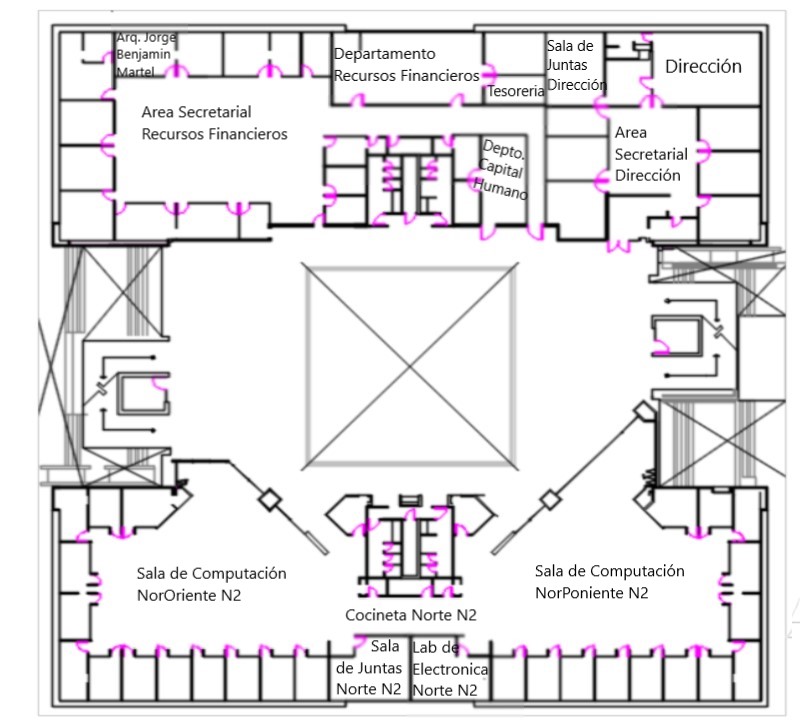 Arq. Jorge
Benjamin
Martel
Departamento
Recursos Financieros
Tesoreria
Sala de
Juntas
Dirección
Dirección
Area Secretarial
Recursos Financieros
Depto.
Capital
Humano
Area
Secretarial
Dirección
Sala de Computación
NorOriente N2
Sala de Computación
NorPoniente N2
Cocineta Norte N2
Sala
de Juntas
Norte N2
Lab de
Electronica
Norte N2